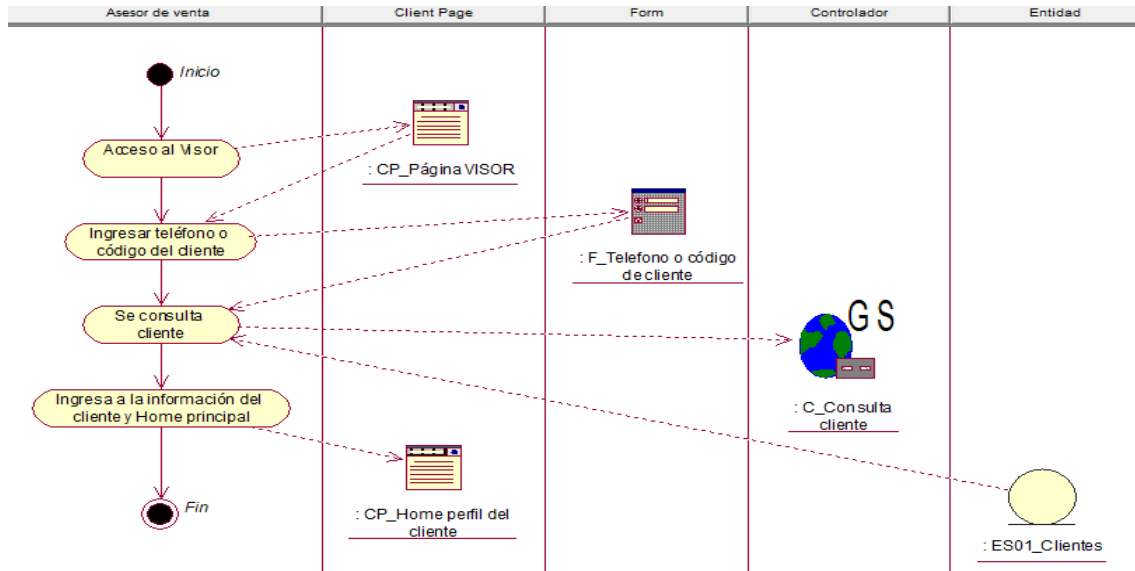 Asesor de venta
Client Page
Form
Controlador
Entidad
Inicio
Acceso al Visor
: CP_Página VISOR
Ingresar teléfono o
código del cliente
: F_Telefono o código
de cliente
Se consulta
cliente
GS
: C_Consulta
cliente
Ingresa a la información del
cliente y Home principal
: CP_Home perfil del
cliente
Fin
: ES01_Clientes